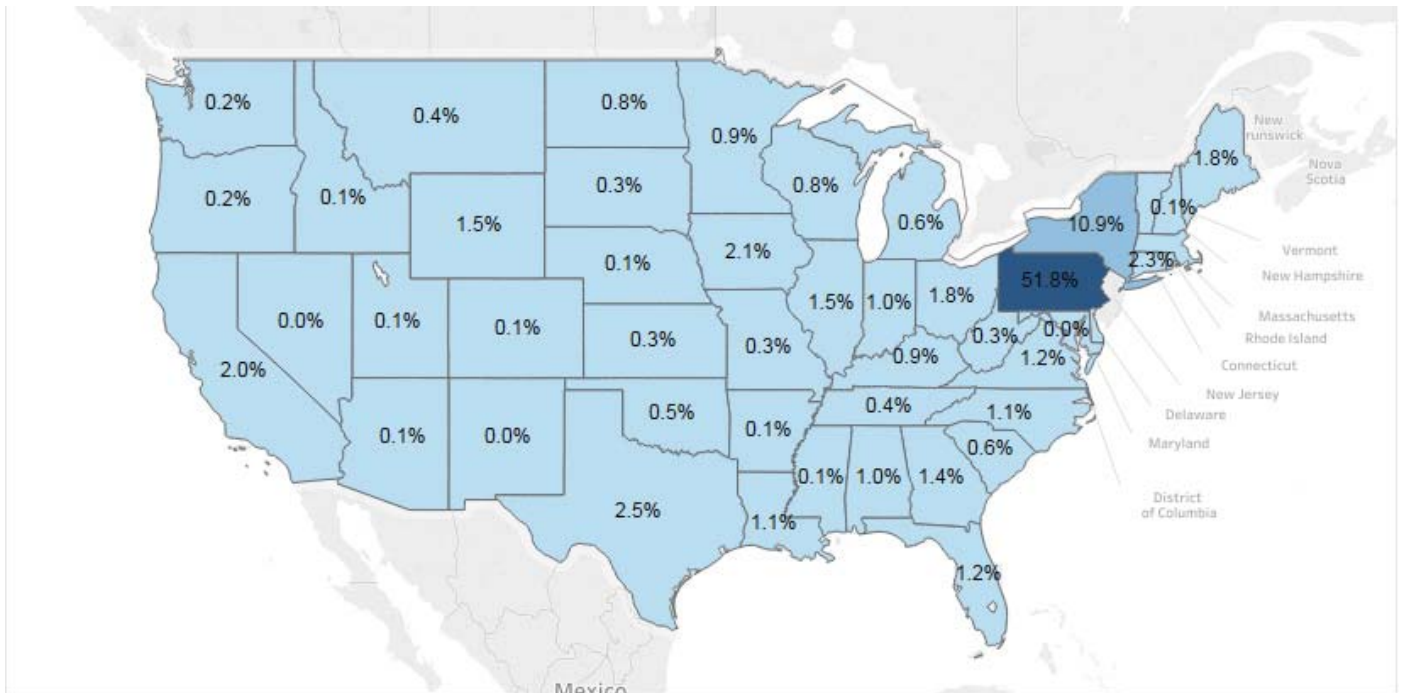 0.2%
0.4%
0.8%
0.9%
New
runswick
1.8%
Nova
Scotia
0.2%
0.1%
1.5%
0.3%
0.8%
0.6%
10.9%
0.1%
Vermont
2.1%
0.1%
2.3%
New Hampshire
51.8%
1.5%
1.0%
1.8%
2.0%
0.0%
0.1%
0.1%
0.3%
0.3%
0.9%
0.3%
0.0%
1.2%
Massachusetts
Rhode Island
Connecticut
New Jersey
Delaware
Maryland
0.1%
0.0%
0.5%
0.1%
0.4%
1.1%
0.6%
2.5%
1.1%
0.1%
1.0%
1.4%
District
of Columbia
1.2%
Mexico